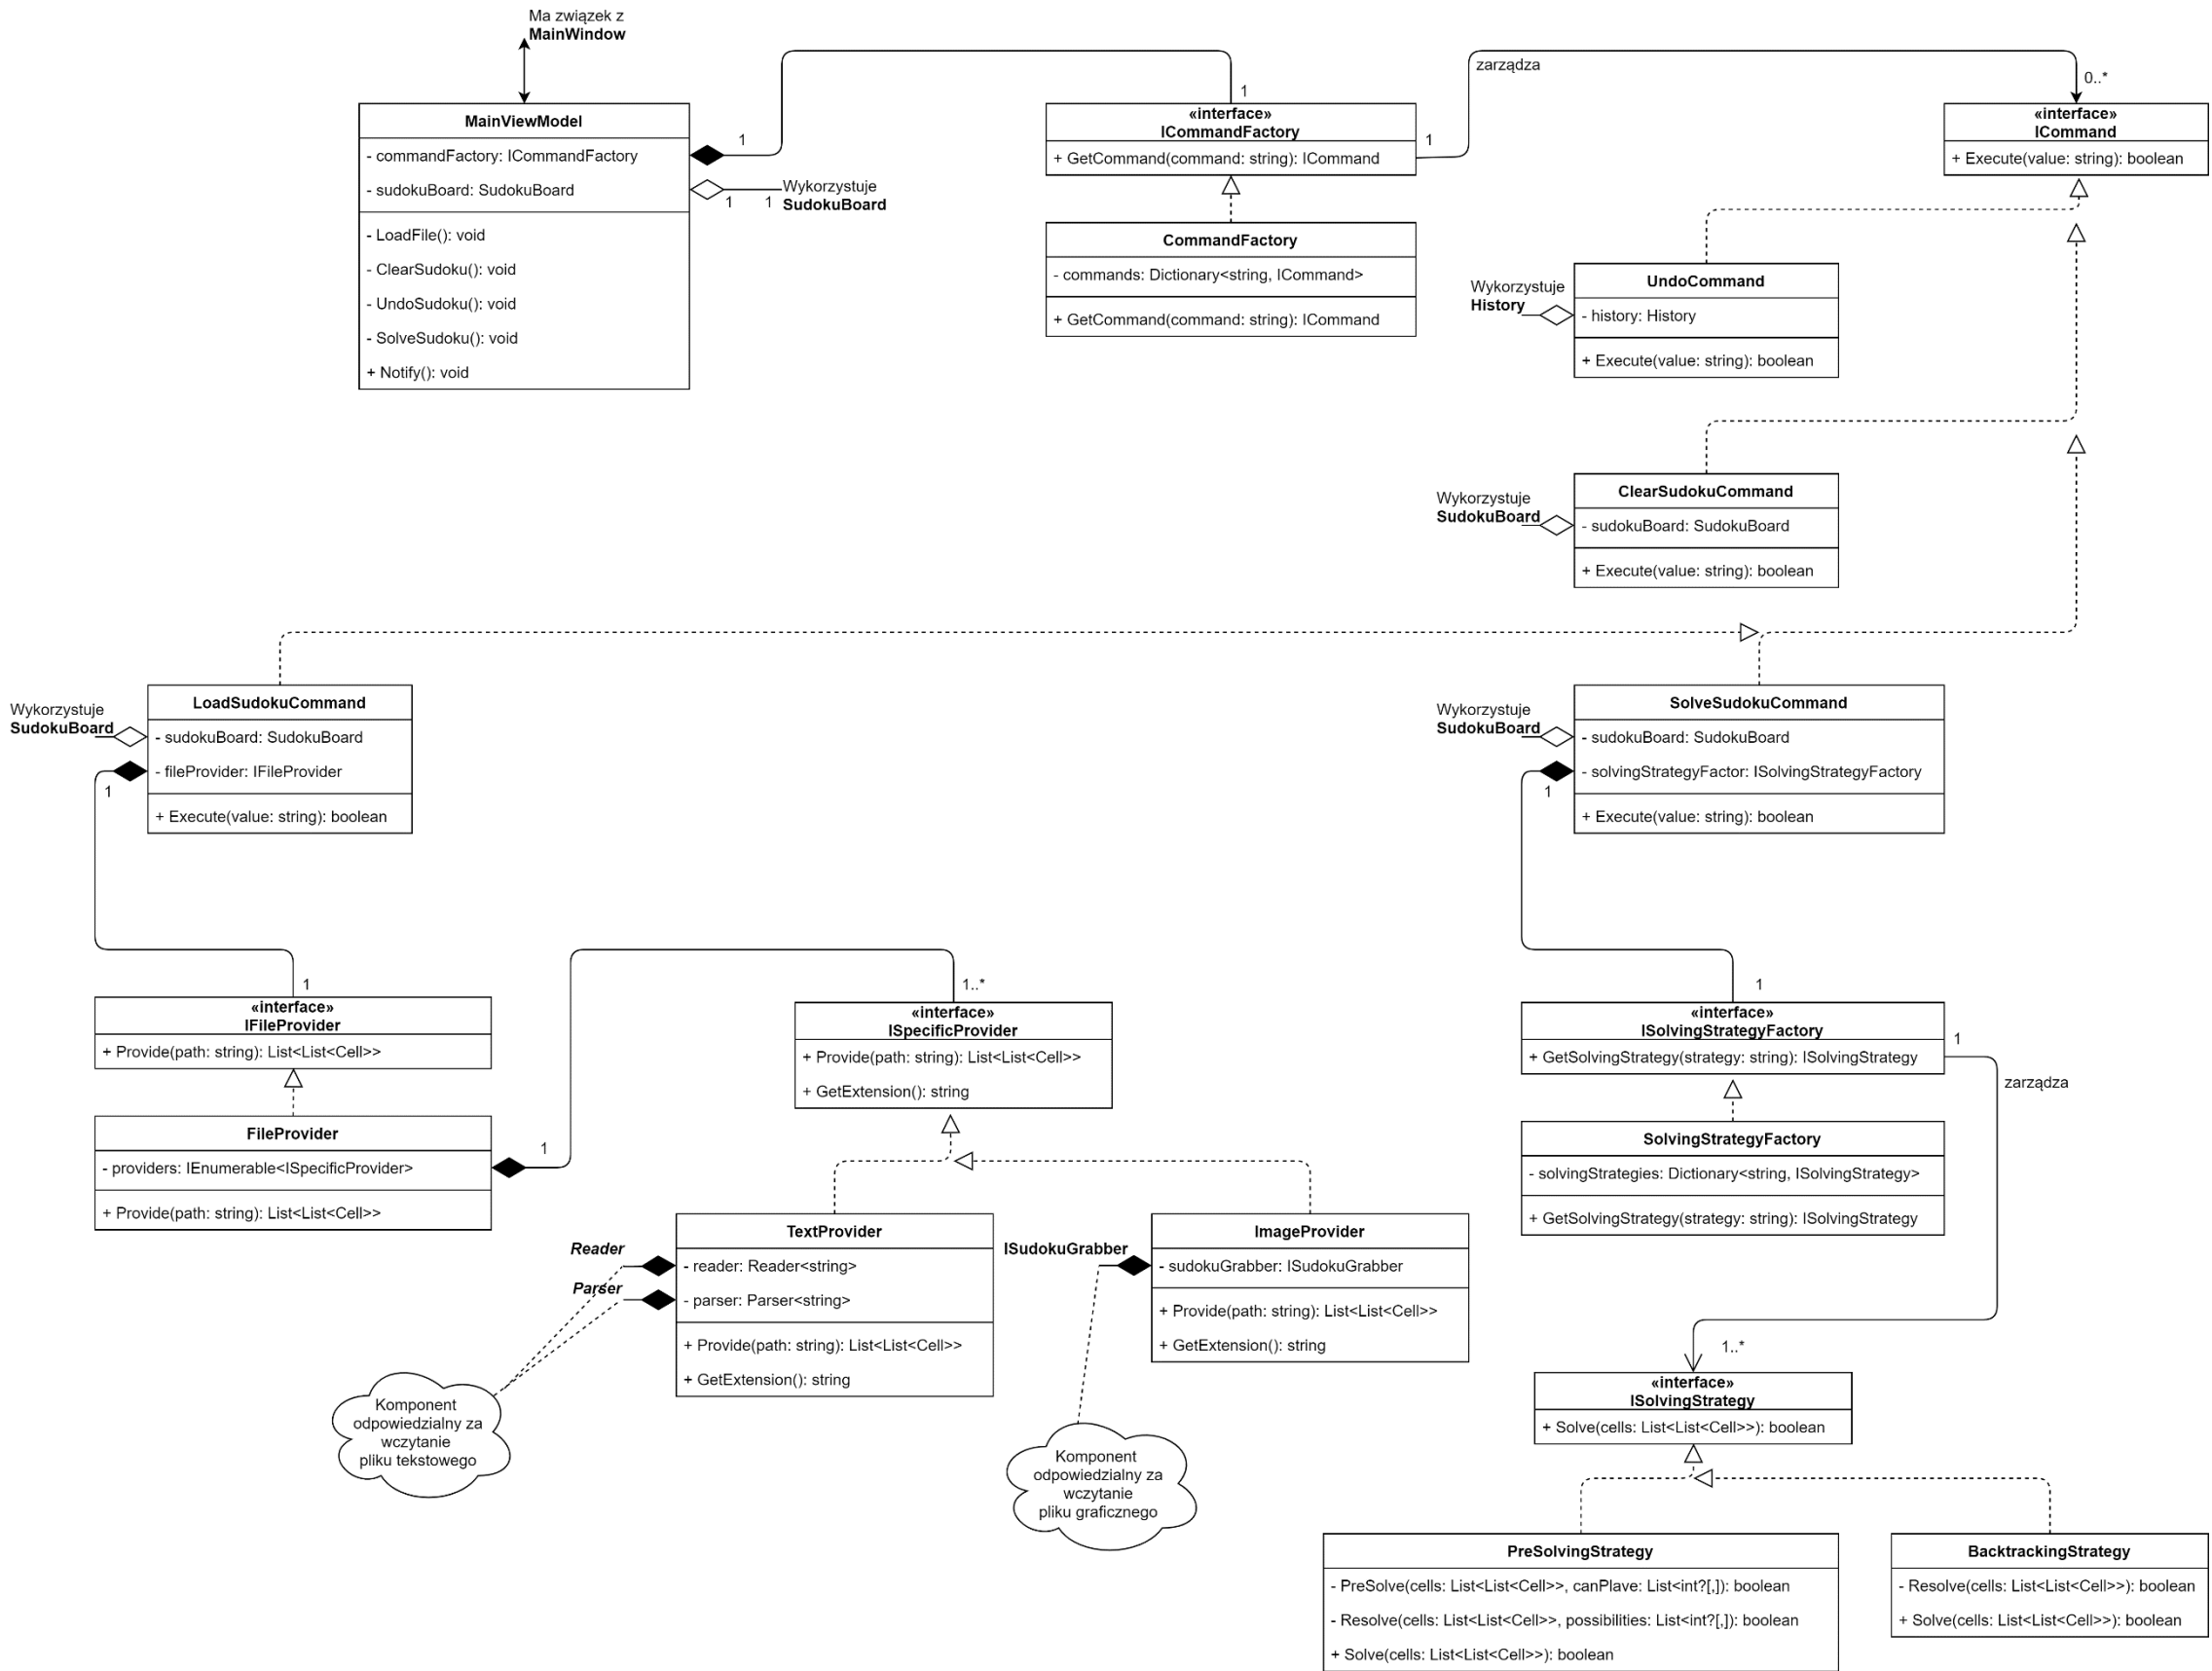 Ma związek z
MainWindow
MainViewModel
- commandFactory: ICommandFactory
- sudokuBoard: SudokuBoard
- LoadFile(): void
- ClearSudoku(): void
- UndoSudoku(): void
- SolveSudoku(): void
+ Notify(): void
1
1
Wykorzystuje
SudokuBoard
1
1
«interface»
ICommandFactory
+ GetCommand(command: string): ICommand
1
zarządza
0..*
CommandFactory
- commands: Dictionary<string, ICommand>
+ GetCommand(command: string): ICommand
«interface»
ICommand
+ Execute(value: string): boolean
Wykorzystuje
History
UndoCommand
- history: History
+ Execute(value: string): boolean
Wykorzystuje
SudokuBoard
ClearSudokuCommand
- sudokuBoard: SudokuBoard
+ Execute(value: string): boolean
Wykorzystuje
SudokuBoard
LoadSudokuCommand
- sudokuBoard: SudokuBoard
- fileProvider: IFileProvider
+ Execute(value: string): boolean
1
Wykorzystuje
SudokuBoard
SolveSudokuCommand
- sudokuBoard: SudokuBoard
- solvingStrategyFactor: ISolvingStrategyFactory
+ Execute(value: string): boolean
1
1
«interface»
IFileProvider
+ Provide(path: string): List<List<Cell>>
FileProvider
- providers: IEnumerable<ISpecificProvider>
+ Provide(path: string): List<List<Cell>>
1
1..*
«interface»
ISpecificProvider
+ Provide(path: string): List<List<Cell>>
+ GetExtension(): string
Reader
Parser
TextProvider
- reader: Reader<string>
- parser: Parser<string>
+ Provide(path: string): List<List<Cell>>
+ GetExtension(): string
ISudokuGrabber
ImageProvider
- sudokuGrabber: ISudokuGrabber
+ Provide(path: string): List<List<Cell>>
+ GetExtension(): string
Komponent
odpowiedzialny za
wczytanie
pliku tekstowego
Komponent
odpowiedzialny za
wczytanie
pliku graficznego
1
«interface»
ISolvingStrategyFactory
+ GetSolvingStrategy(strategy: string): ISolvingStrategy
1
zarządza
SolvingStrategyFactory
- solvingStrategies: Dictionary<string, ISolvingStrategy>
+ GetSolvingStrategy(strategy: string): ISolvingStrategy
1..*
«interface»
ISolvingStrategy
+ Solve(cells: List<List<Cell>>): boolean
PreSolvingStrategy
- PreSolve(cells: List<List<Cell>>, canPlave: List<int?[,]): boolean
- Resolve(cells: List<List<Cell>>, possibilities: List<int?[,]): boolean
+ Solve(cells: List<List<Cell>>): boolean
BacktrackingStrategy
- Resolve(cells: List<List<Cell>>): boolean
+ Solve(cells: List<List<Cell>>): boolean